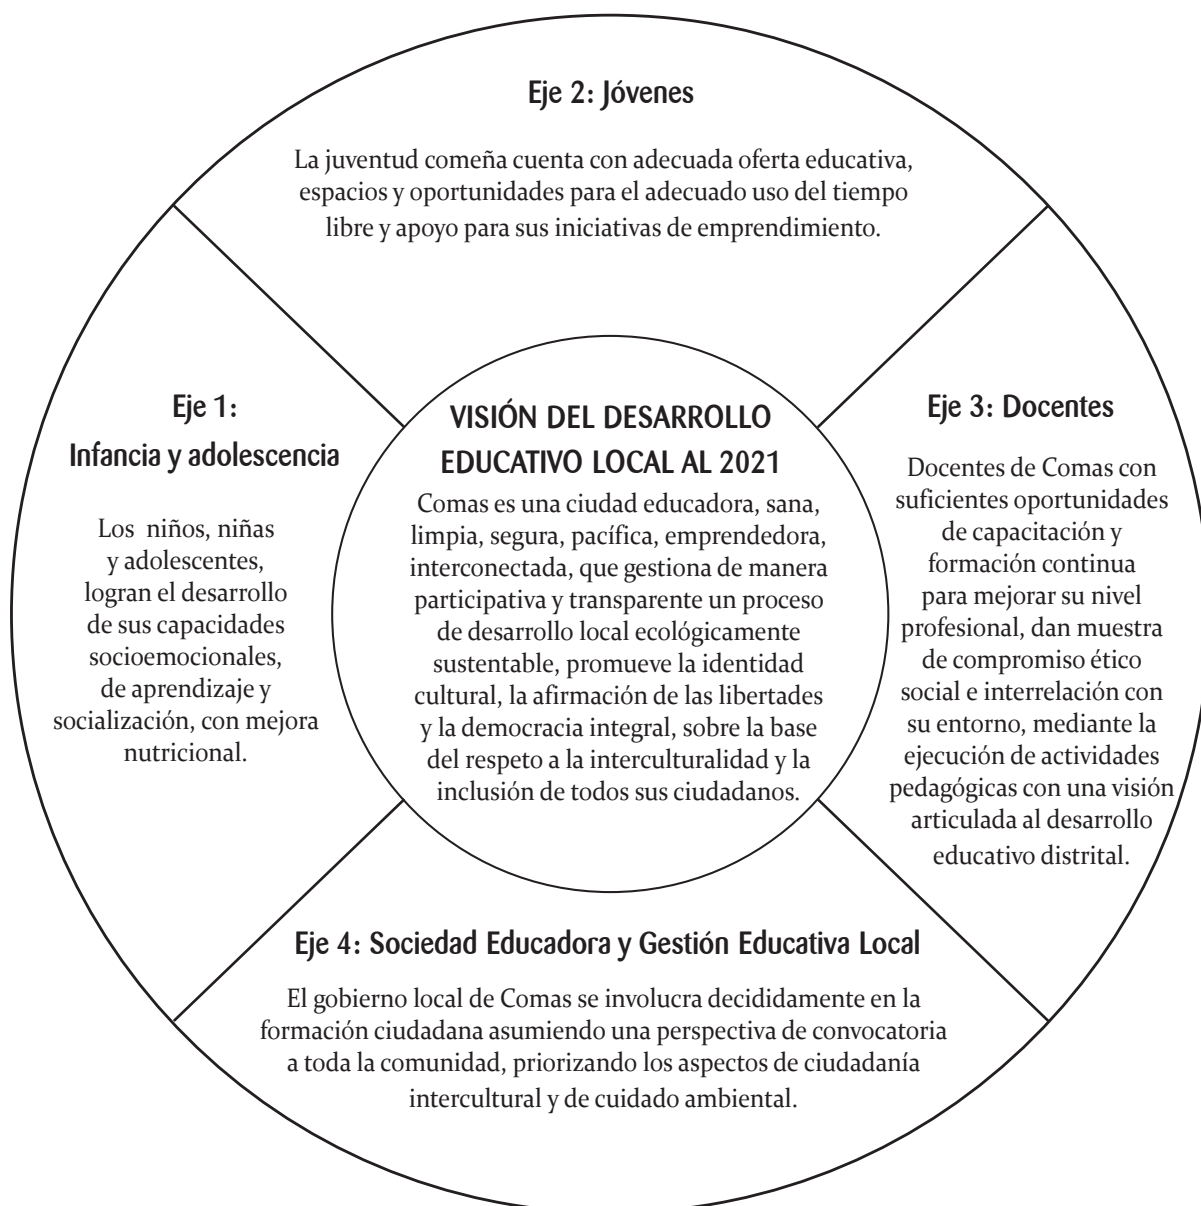 Eje 2: Jóvenes
La juventud comeña cuenta con adecuada oferta educativa,
espacios y oportunidades para el adecuado uso del tiempo
libre y apoyo para sus iniciativas de emprendimiento.
Eje 1:
Infancia y adolescencia
Los niños, niñas
y adolescentes,
logran el desarrollo
de sus capacidades
socioemocionales,
de aprendizaje y
socialización, con mejora
nutricional.
VISIÓN DEL DESARROLLO
EDUCATIVO LOCAL AL 2021
Comas es una ciudad educadora, sana,
limpia, segura, pacífica, emprendedora,
interconectada, que gestiona de manera
participativa y transparente un proceso
de desarrollo local ecológicamente
sustentable, promueve la identidad
cultural, la afirmación de las libertades
y la democracia integral, sobre la base
del respeto a la interculturalidad y la
inclusión de todos sus ciudadanos.
Eje 3: Docentes
Docentes de Comas con
suficientes oportunidades
de capacitación y
formación continua
para mejorar su nivel
profesional, dan muestra
de compromiso ético
social e interrelación con
su entorno, mediante la
ejecución de actividades
pedagógicas con una visión
articulada al desarrollo
educativo distrital.
Eje 4: Sociedad Educadora y Gestión Educativa Local
El gobierno local de Comas se involucra decididamente en la
formación ciudadana asumiendo una perspectiva de convocatoria
a toda la comunidad, priorizando los aspectos de ciudadanía
intercultural y de cuidado ambiental.